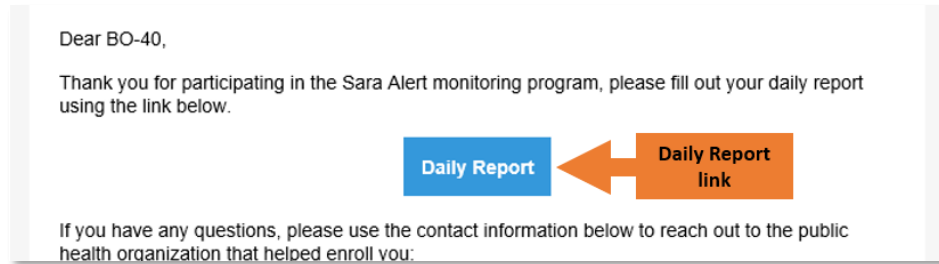 Dear BO-40,
Thank you for participating in the Sara Alert monitoring program, please fill out your daily report
using the link below.
Daily Report
Daily Report
link
If you have any questions, please use the contact information below to reach out to the public
health organization that helped enroll you: